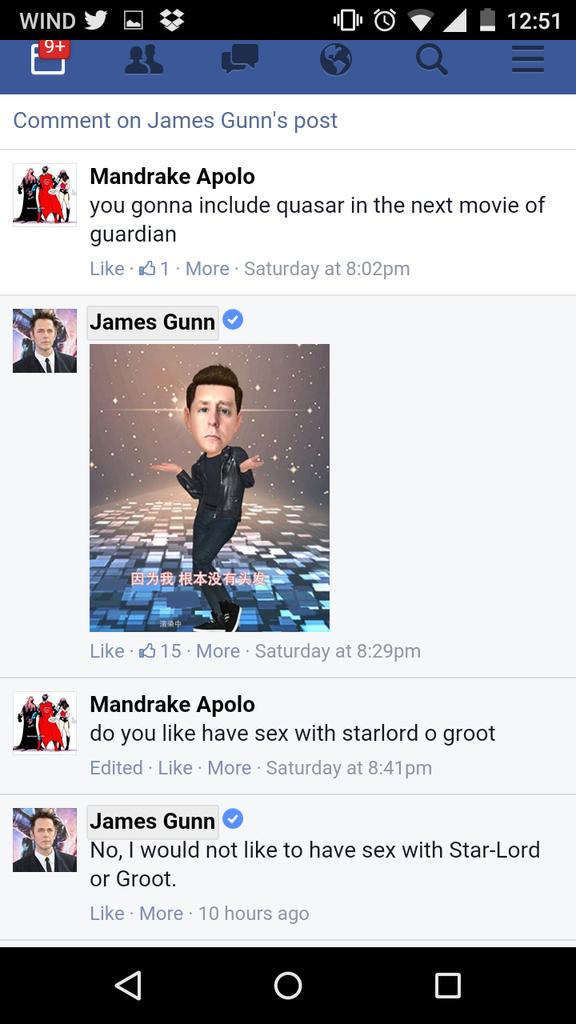 WIND 12:51
9+
Comment on James Gunn's post
Mandrake Apolo
you gonna include quasar in the next movie of
guardian
Like · 1 · More · Saturday at 8:02pm
James Gunn
因为我 根本没有头发
渲染中
Like · 15 · More · Saturday at 8:29pm
Mandrake Apolo
do you like have sex with starlord o groot
Edited · Like · More · Saturday at 8:41pm
James Gunn
No, I would not like to have sex with Star-Lord
or Groot.
Like · More · 10 hours ago